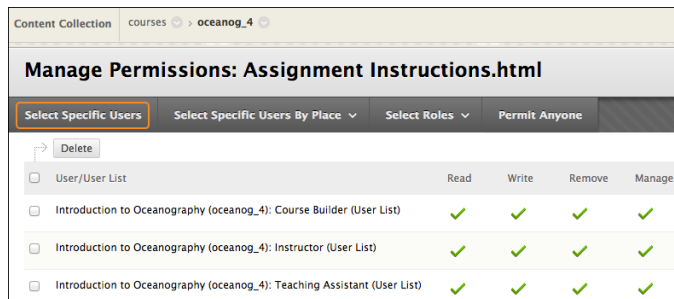 Content Collection courses > oceanog_4
Manage Permissions: Assignment Instructions.html
Select Specific Users Select Specific Users By Place Select Roles Permit Anyone
Delete
User/User List Read Write Remove Manage
Introduction to Oceanography (oceanog_4): Course Builder (User List)
Introduction to Oceanography (oceanog_4): Instructor (User List)
Introduction to Oceanography (oceanog_4): Teaching Assistant (User List)